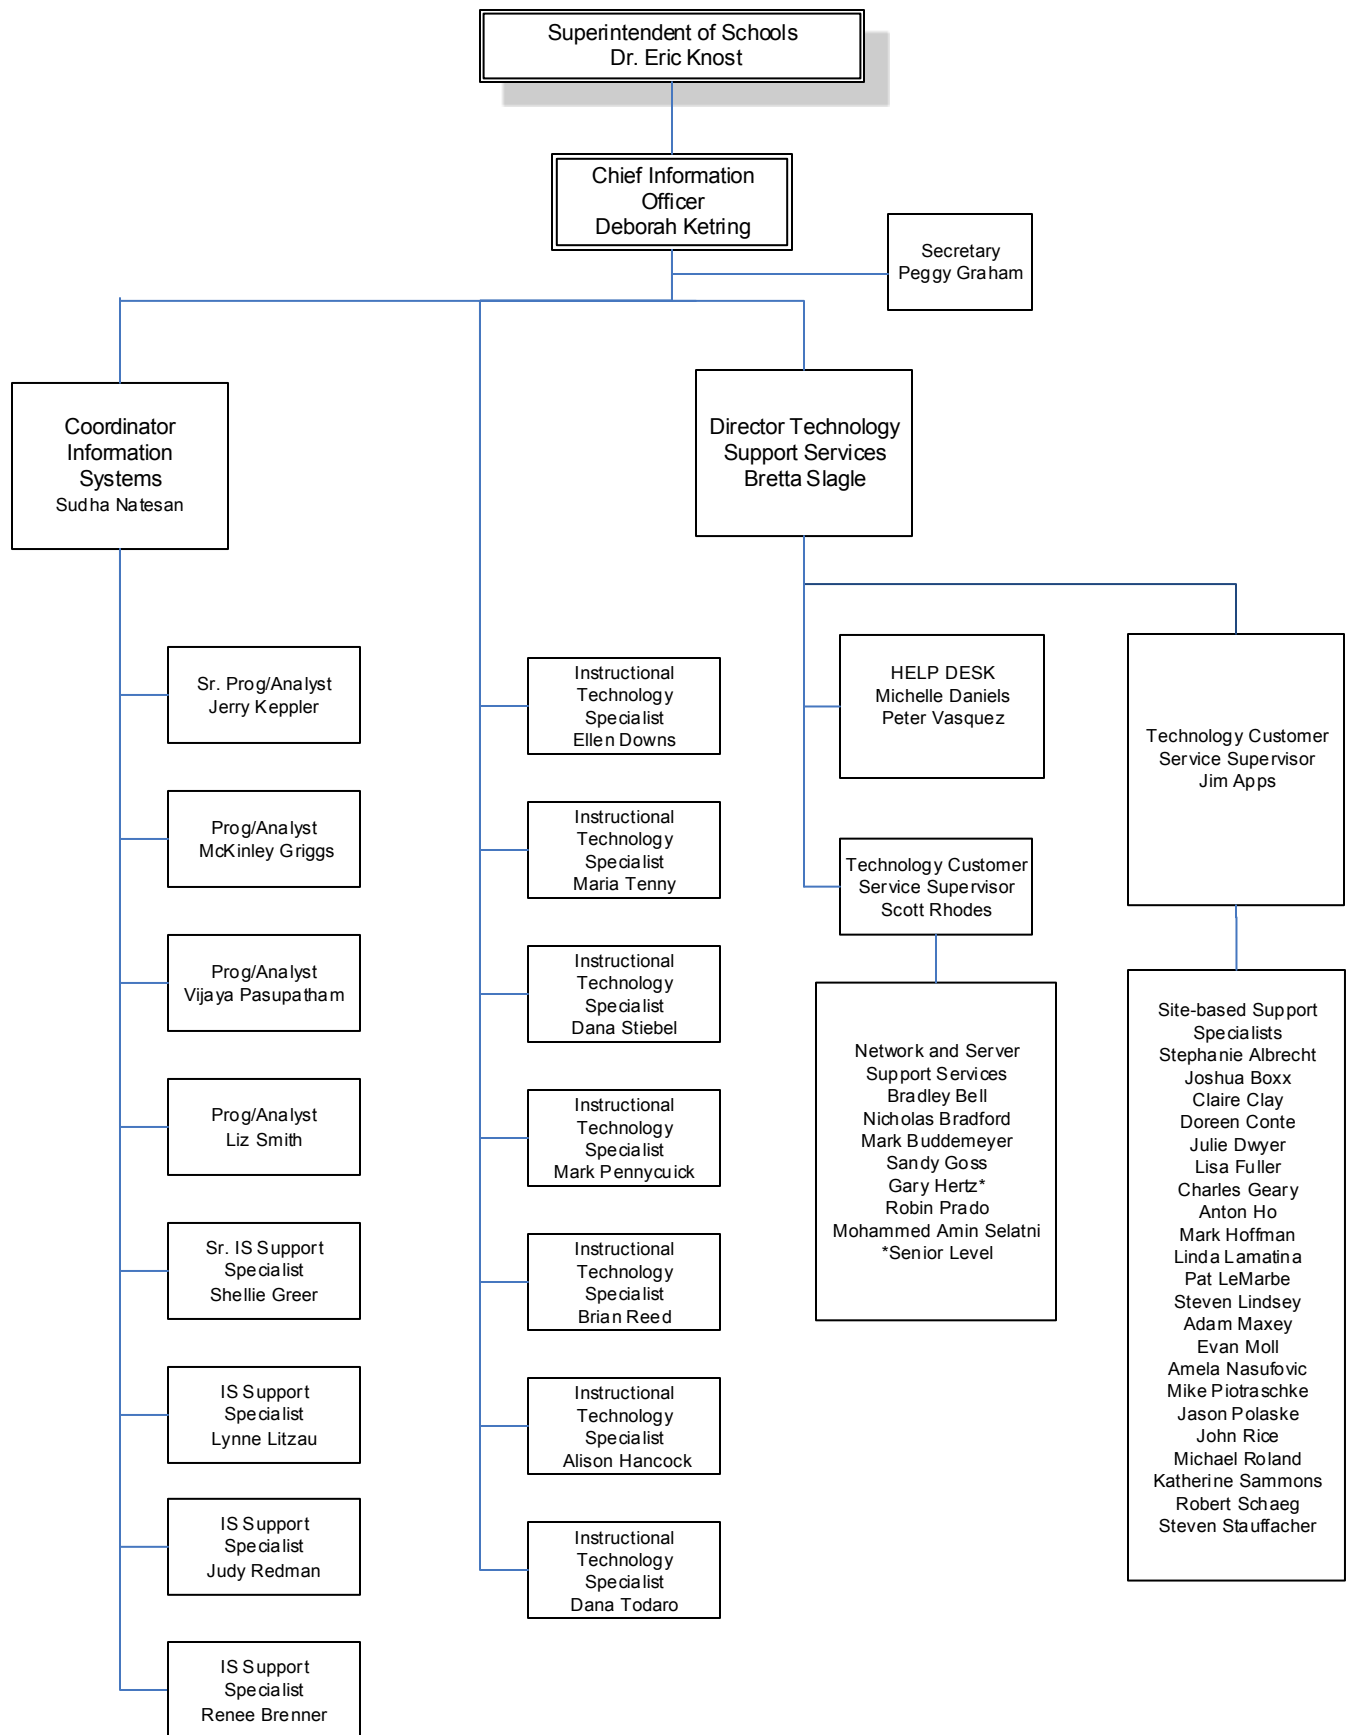 Superintendent of Schools
Dr. Eric Knost
Chief Information
Officer
Deborah Ketring
Secretary
Peggy Graham
Coordinator
Information
Systems
Sudha Natesan
Sr. Prog/Analyst
Jerry Keppler
Prog/Analyst
McKinley Griggs
Prog/Analyst
Vijaya Pasupatham
Prog/Analyst
Liz Smith
Sr. IS Support
Specialist
Shellie Greer
IS Support
Specialist
Lynne Litzau
IS Support
Specialist
Judy Redman
IS Support
Specialist
Renee Brenner
Instructional
Technology
Specialist
Ellen Downs
Instructional
Technology
Specialist
Maria Tenny
Instructional
Technology
Specialist
Dana Stiebel
Instructional
Technology
Specialist
Mark Pennycuick
Instructional
Technology
Specialist
Brian Reed
Instructional
Technology
Specialist
Alison Hancock
Instructional
Technology
Specialist
Dana Todaro
Director Technology
Support Services
Bretta Slagle
HELP DESK
Michelle Daniels
Peter Vasquez
Technology Customer
Service Supervisor
Scott Rhodes
Network and Server
Support Services
Bradley Bell
Nicholas Bradford
Mark Buddemeyer
Sandy Goss
Gary Hertz*
Robin Prado
Mohammed Amin Selatni
*Senior Level
Technology Customer
Service Supervisor
Jim Apps
Site-based Support
Specialists
Stephanie Albrecht
Joshua Boxx
Claire Clay
Doreen Conte
Julie Dwyer
Lisa Fuller
Charles Geary
Anton Ho
Mark Hoffman
Linda Lamatina
Pat LeMarbe
Steven Lindsey
Adam Maxey
Evan Moll
Amela Nasufovic
Mike Piotraschke
Jason Polaske
John Rice
Michael Roland
Katherine Sammons
Robert Schaeg
Steven Stauffacher